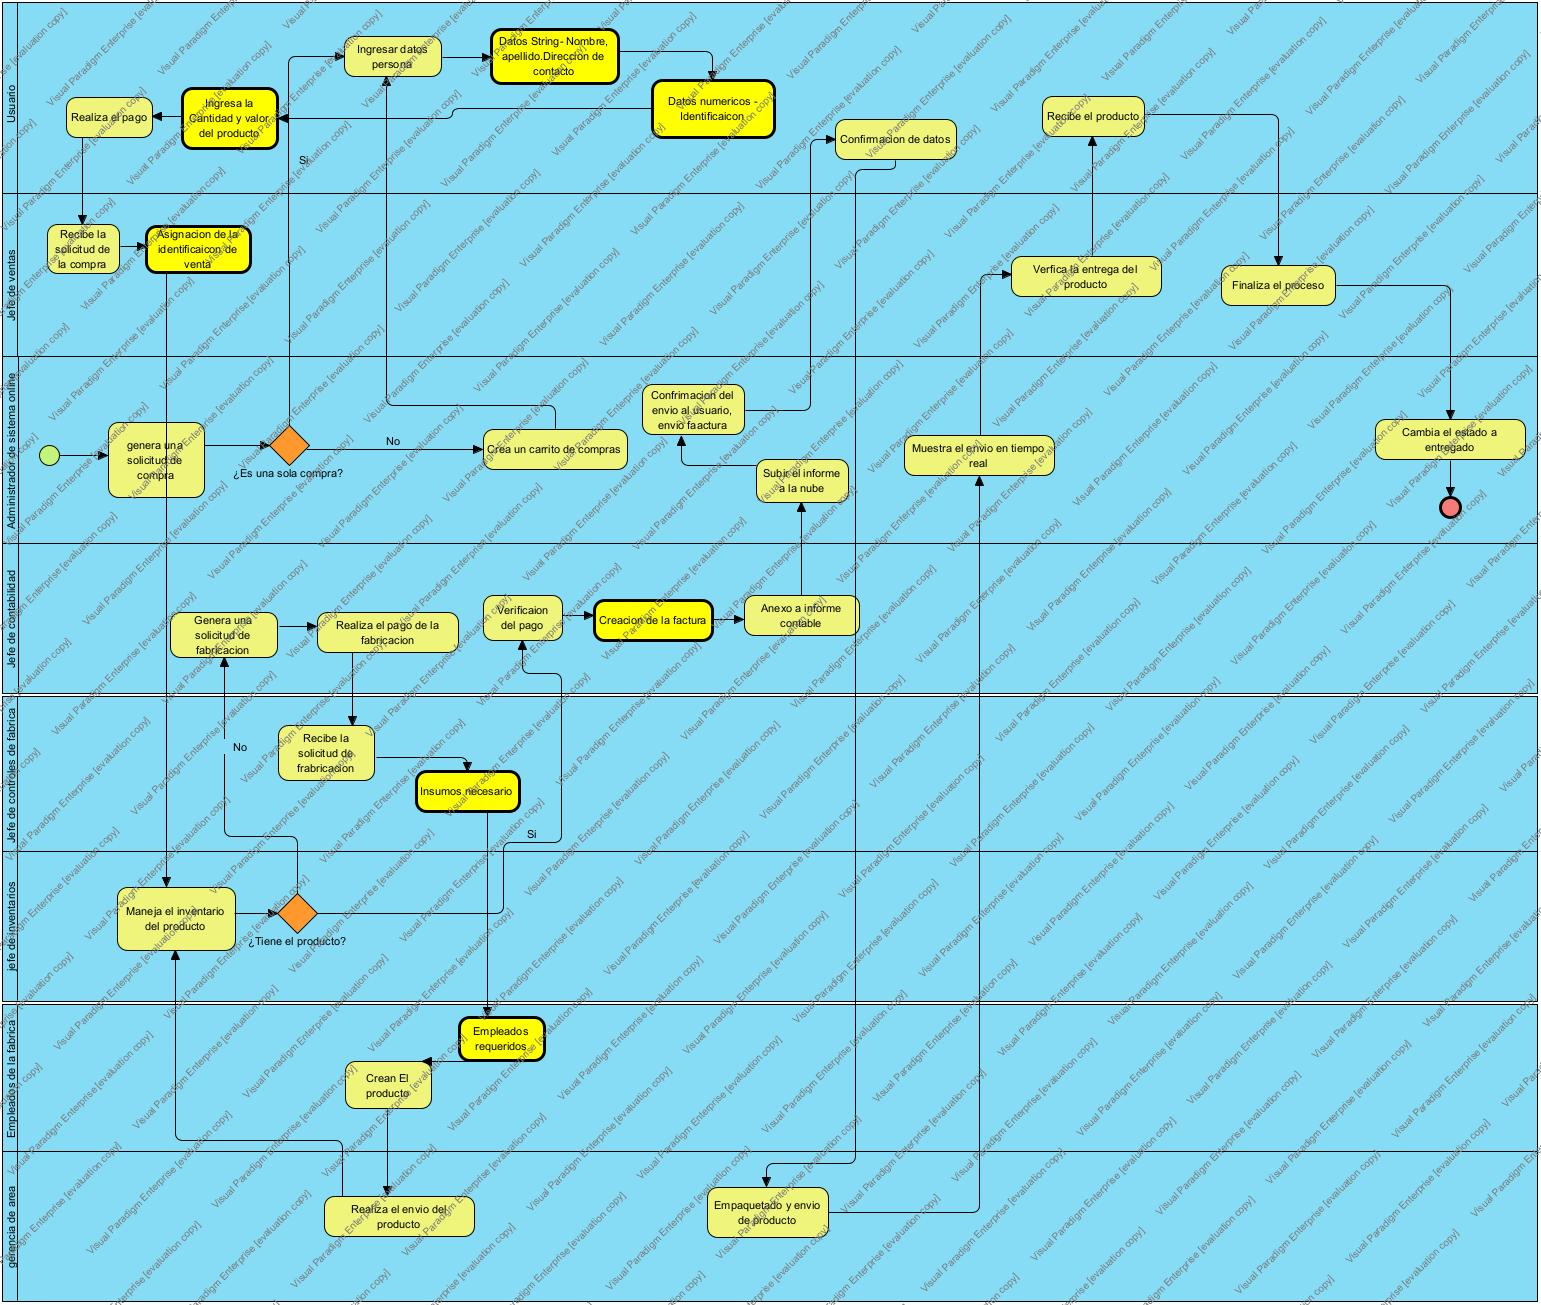 Usuario
Ingresar datos
persona
Datos String- Nombre,
apellido.Direccion de
contacto
Datos numericos -
Identificaicon
Ingresa la
Cantidad y valor
del producto
Realiza el pago
Confirmacion de datos
Recibe el producto
Si
Jefe de ventas
Recibe la
solicitud de
la compra
Asignacion de la
identificaicon de
venta
Verfica la entrega del
producto
Finaliza el proceso
Administrador de sistema online
genera una
solicitud de
compra
¿Es una sola compra?
No
Crea un carrito de compras
Confrimacion del
envio al usuario,
envio faactura
Subir el informe
a la nube
Muestra el envio en tiempo
real
Cambia el estado a
entregado
Jefe de contabilidad
Genera una
solicitud de
fabricacion
Realiza el pago de la
fabricacion
Verificaion
del pago
Creacion de la factura
Anexo a informe
contable
Jefe de controles de fabrica
No
Recibe la
solicitud de
frabricacion
Insumos necesario
Si
jefe de inventarios
Maneja el inventario
del producto
¿Tiene el producto?
Empleados de la fabrica
Empleados
requeridos
Crean El
producto
gerencia de area
Realiza el envio del
producto
Empaquetado y envio
de producto
Visual Paradigm Enterprise [evaluation copy]